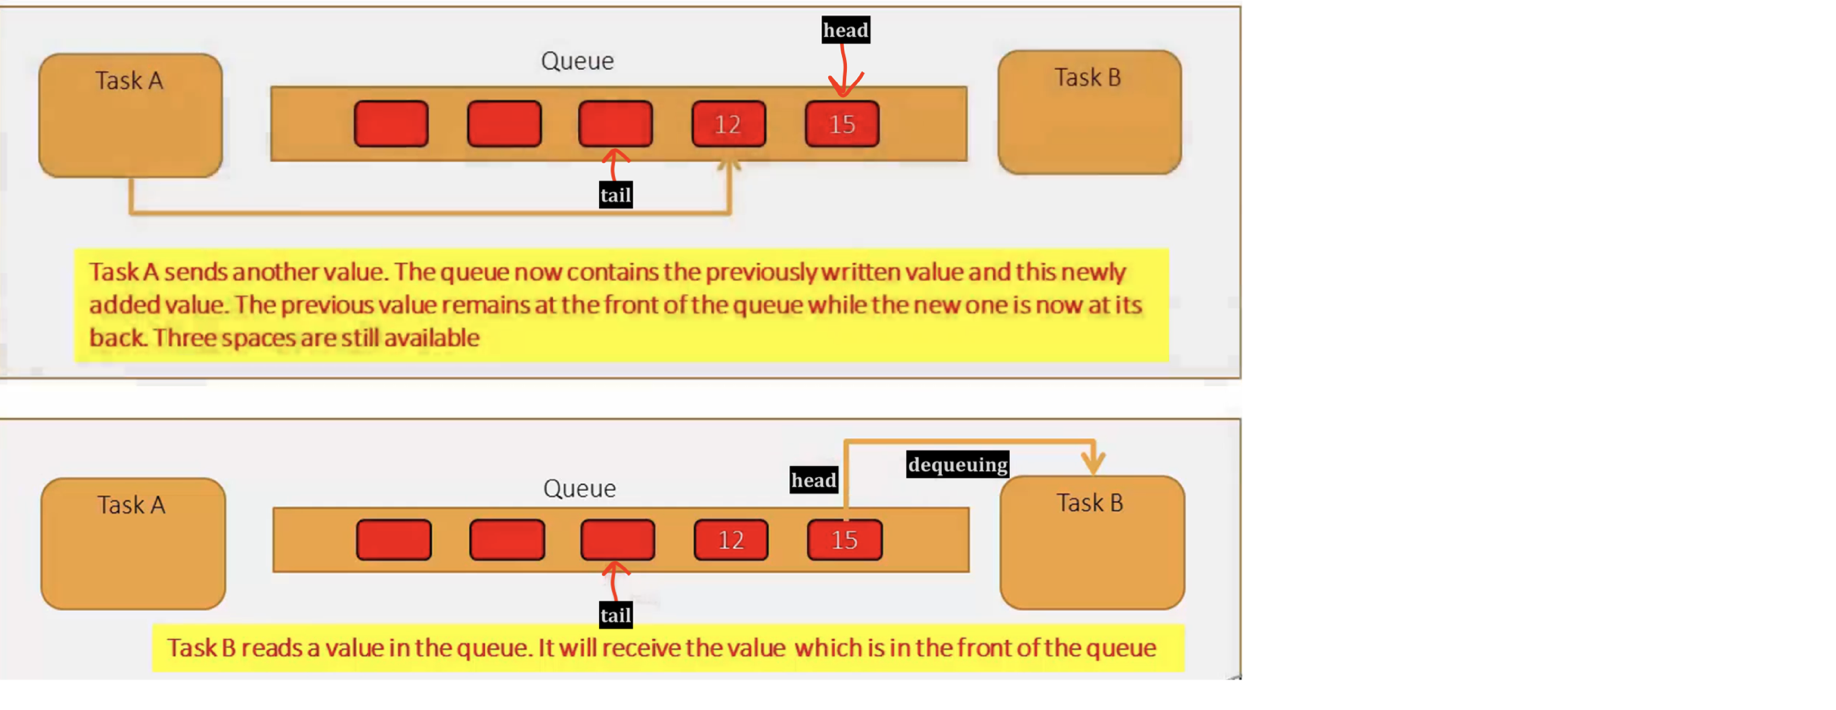 head
Queue
Task A
Task B
12
15
tail
Task A sends another value. The queue now contains the previously written value and this newly
added value. The previous value remains at the front of the queue while the new one is now at its
back. Three spaces are still available
dequeuing
head
Queue
Task A
Task B
12
15
tail
Task B reads a value in the queue. It will receive the value which is in the front of the queue